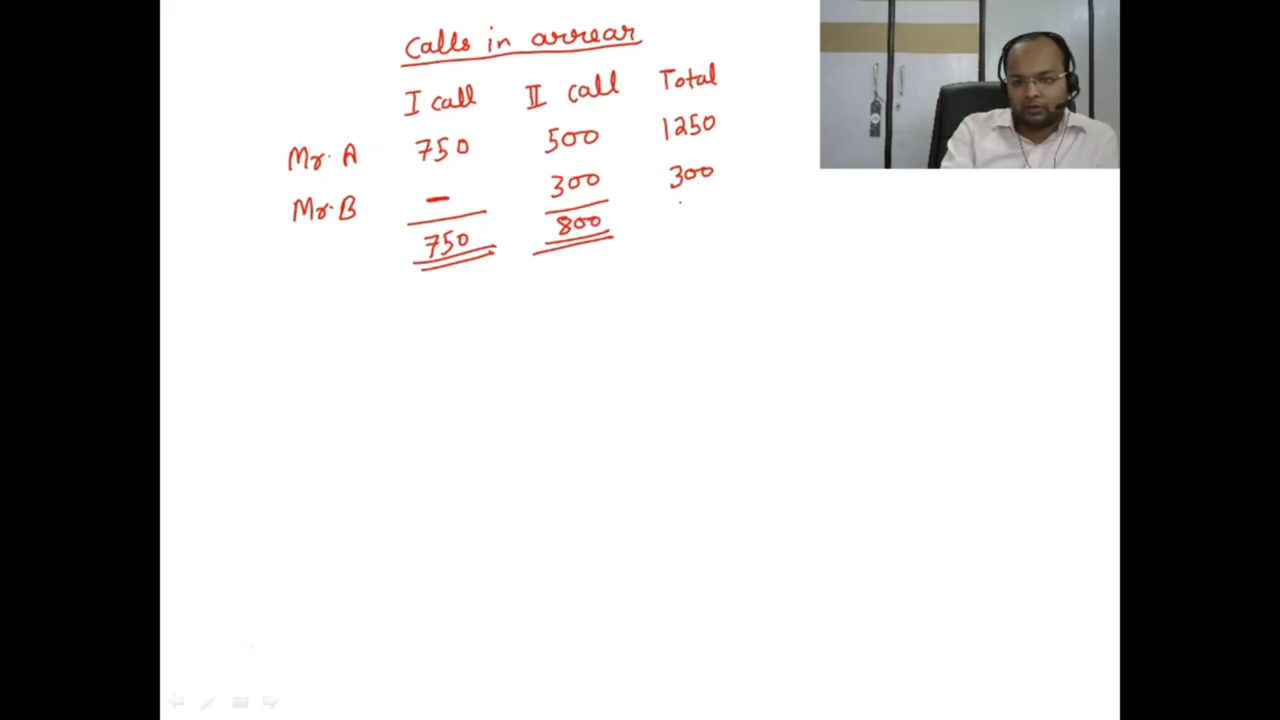 Calls in arrear
I call II call Total
Mr. A 750 500 1250
Mr. B - 300 300
750 800